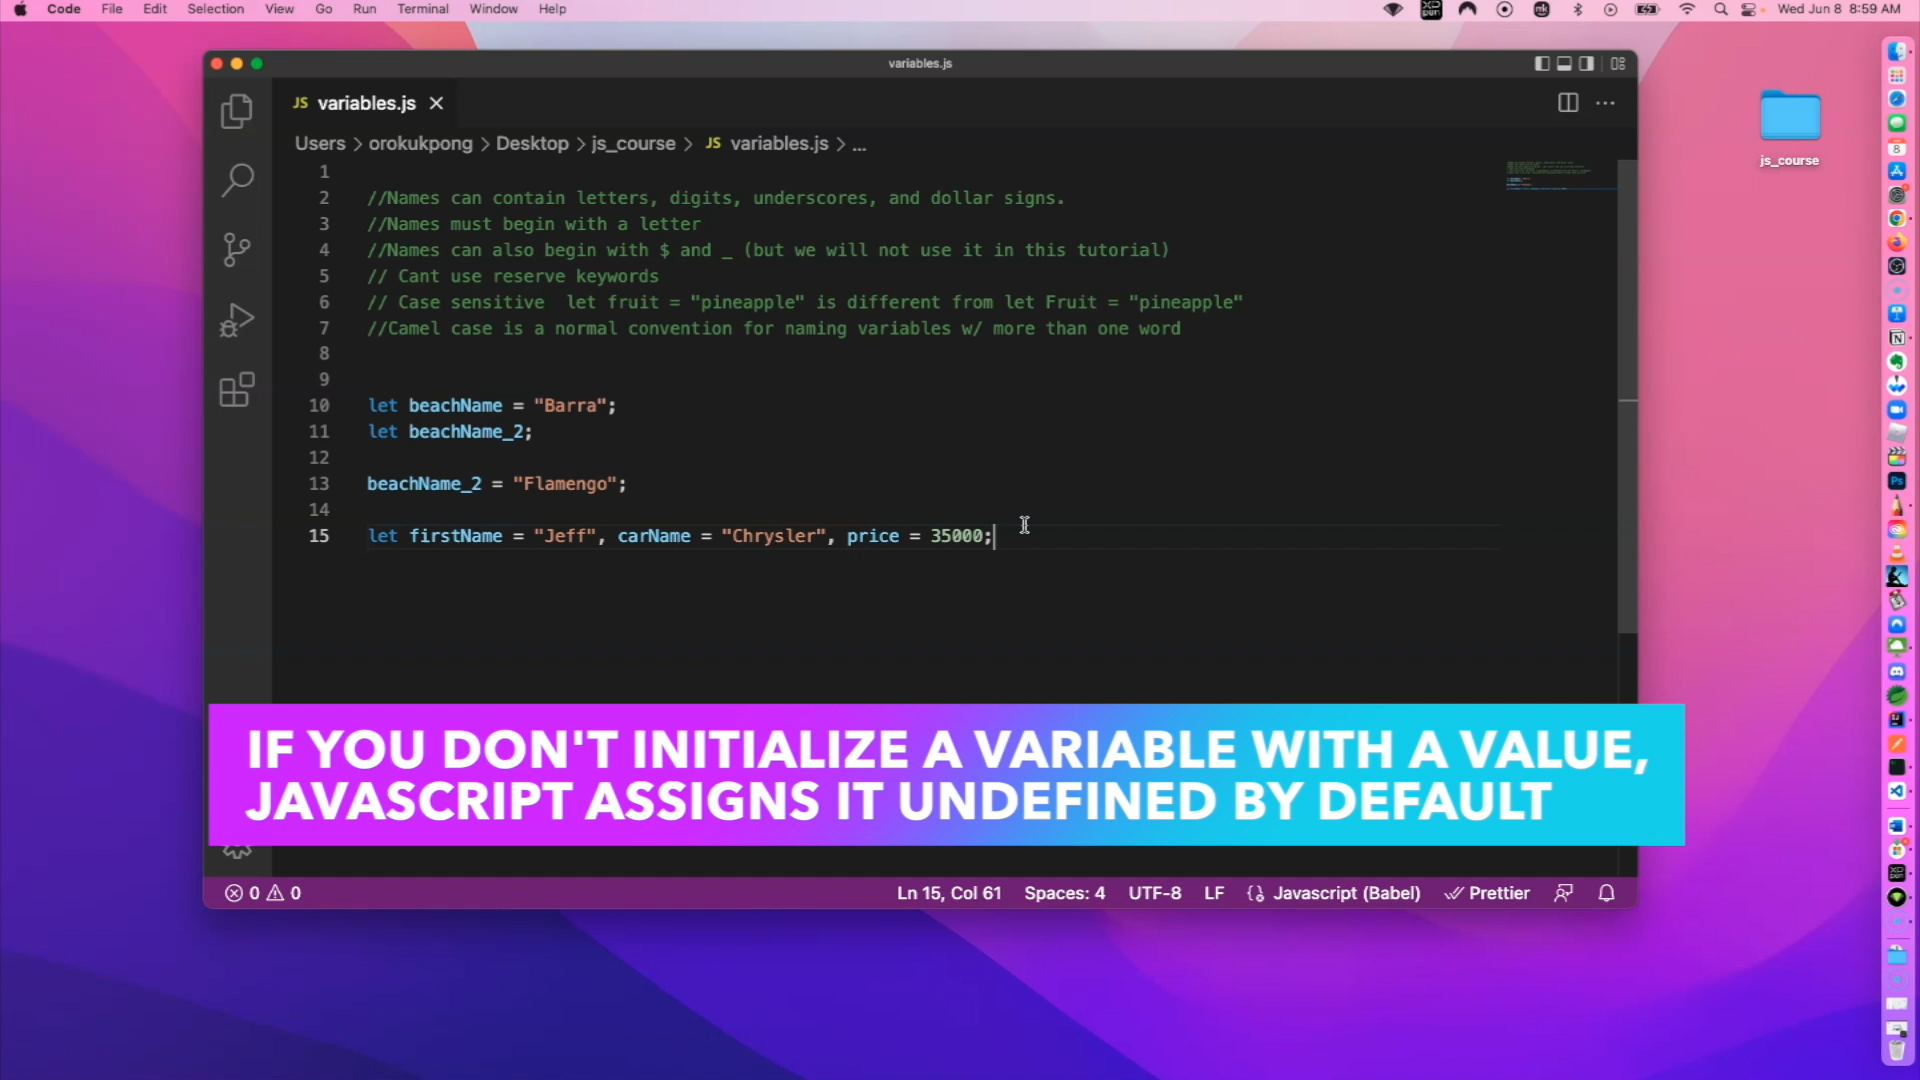 Code File Edit Selection View Go Run Terminal Window Help Wed Jun 8 8:59 AM
variables.js
JS variables.js
Users > orokukpong > Desktop > js_course > JS variables.js > ...
js_course
1
2 //Names can contain letters, digits, underscores, and dollar signs.
3 //Names must begin with a letter
4 //Names can also begin with $ and _ (but we will not use it in this tutorial)
5 // Cant use reserve keywords
6 // Case sensitive  let fruit = "pineapple" is different from let Fruit = "pineapple"
7 //Camel case is a normal convention for naming variables w/ more than one word
8
9
10 let beachName = "Barra";
11 let beachName_2;
12
13 beachName_2 = "Flamengo";
14
15 let firstName = "Jeff", carName = "Chrysler", price = 35000;
IF YOU DON'T INITIALIZE A VARIABLE WITH A VALUE,
JAVASCRIPT ASSIGNS IT UNDEFINED BY DEFAULT
0 0 Ln 15, Col 61 Spaces: 4 UTF-8 LF Javascript (Babel) Prettier